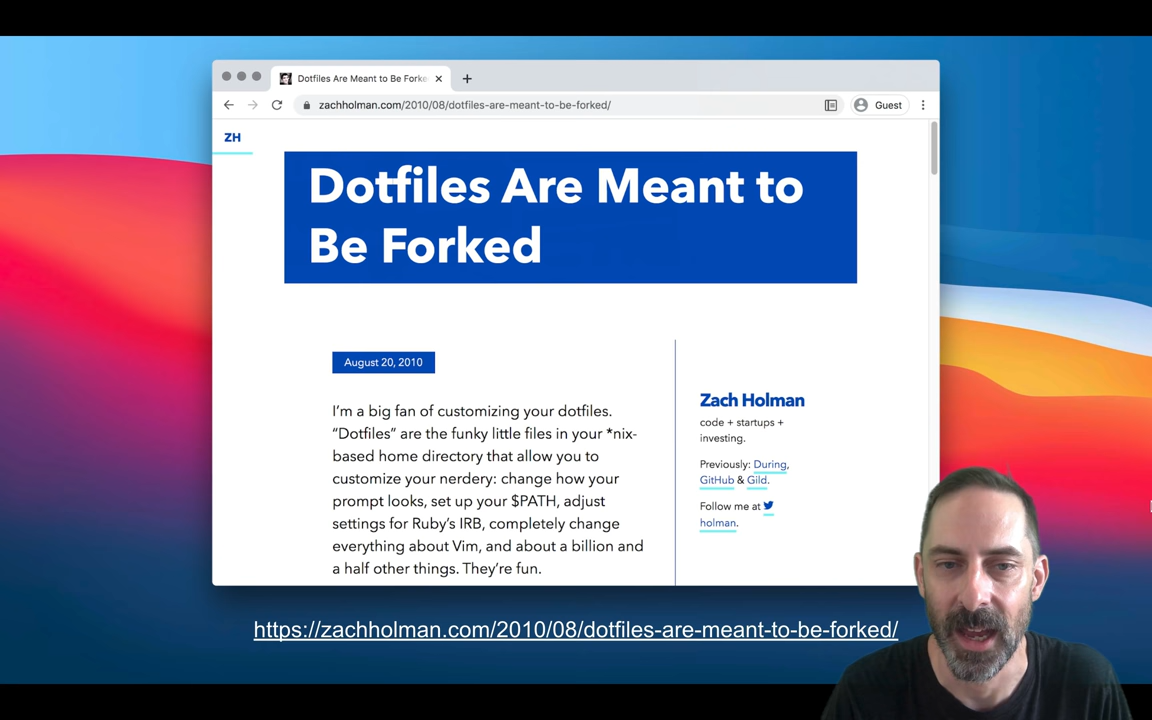 Dotfiles Are Meant to Be Forke
zachholman.com/2010/08/dotfiles-are-meant-to-be-forked/
Guest
ZH
Dotfiles Are Meant to
Be Forked
August 20, 2010
I'm a big fan of customizing your dotfiles.
“Dotfiles” are the funky little files in your *nix-
based home directory that allow you to
customize your nerdery: change how your
prompt looks, set up your $PATH, adjust
settings for Ruby's IRB, completely change
everything about Vim, and about a billion and
a half other things. They're fun.
Zach Holman
code + startups +
investing.
Previously: During,
GitHub & Gild.
Follow me at
holman.
https://zachholman.com/2010/08/dotfiles-are-meant-to-be-forked/